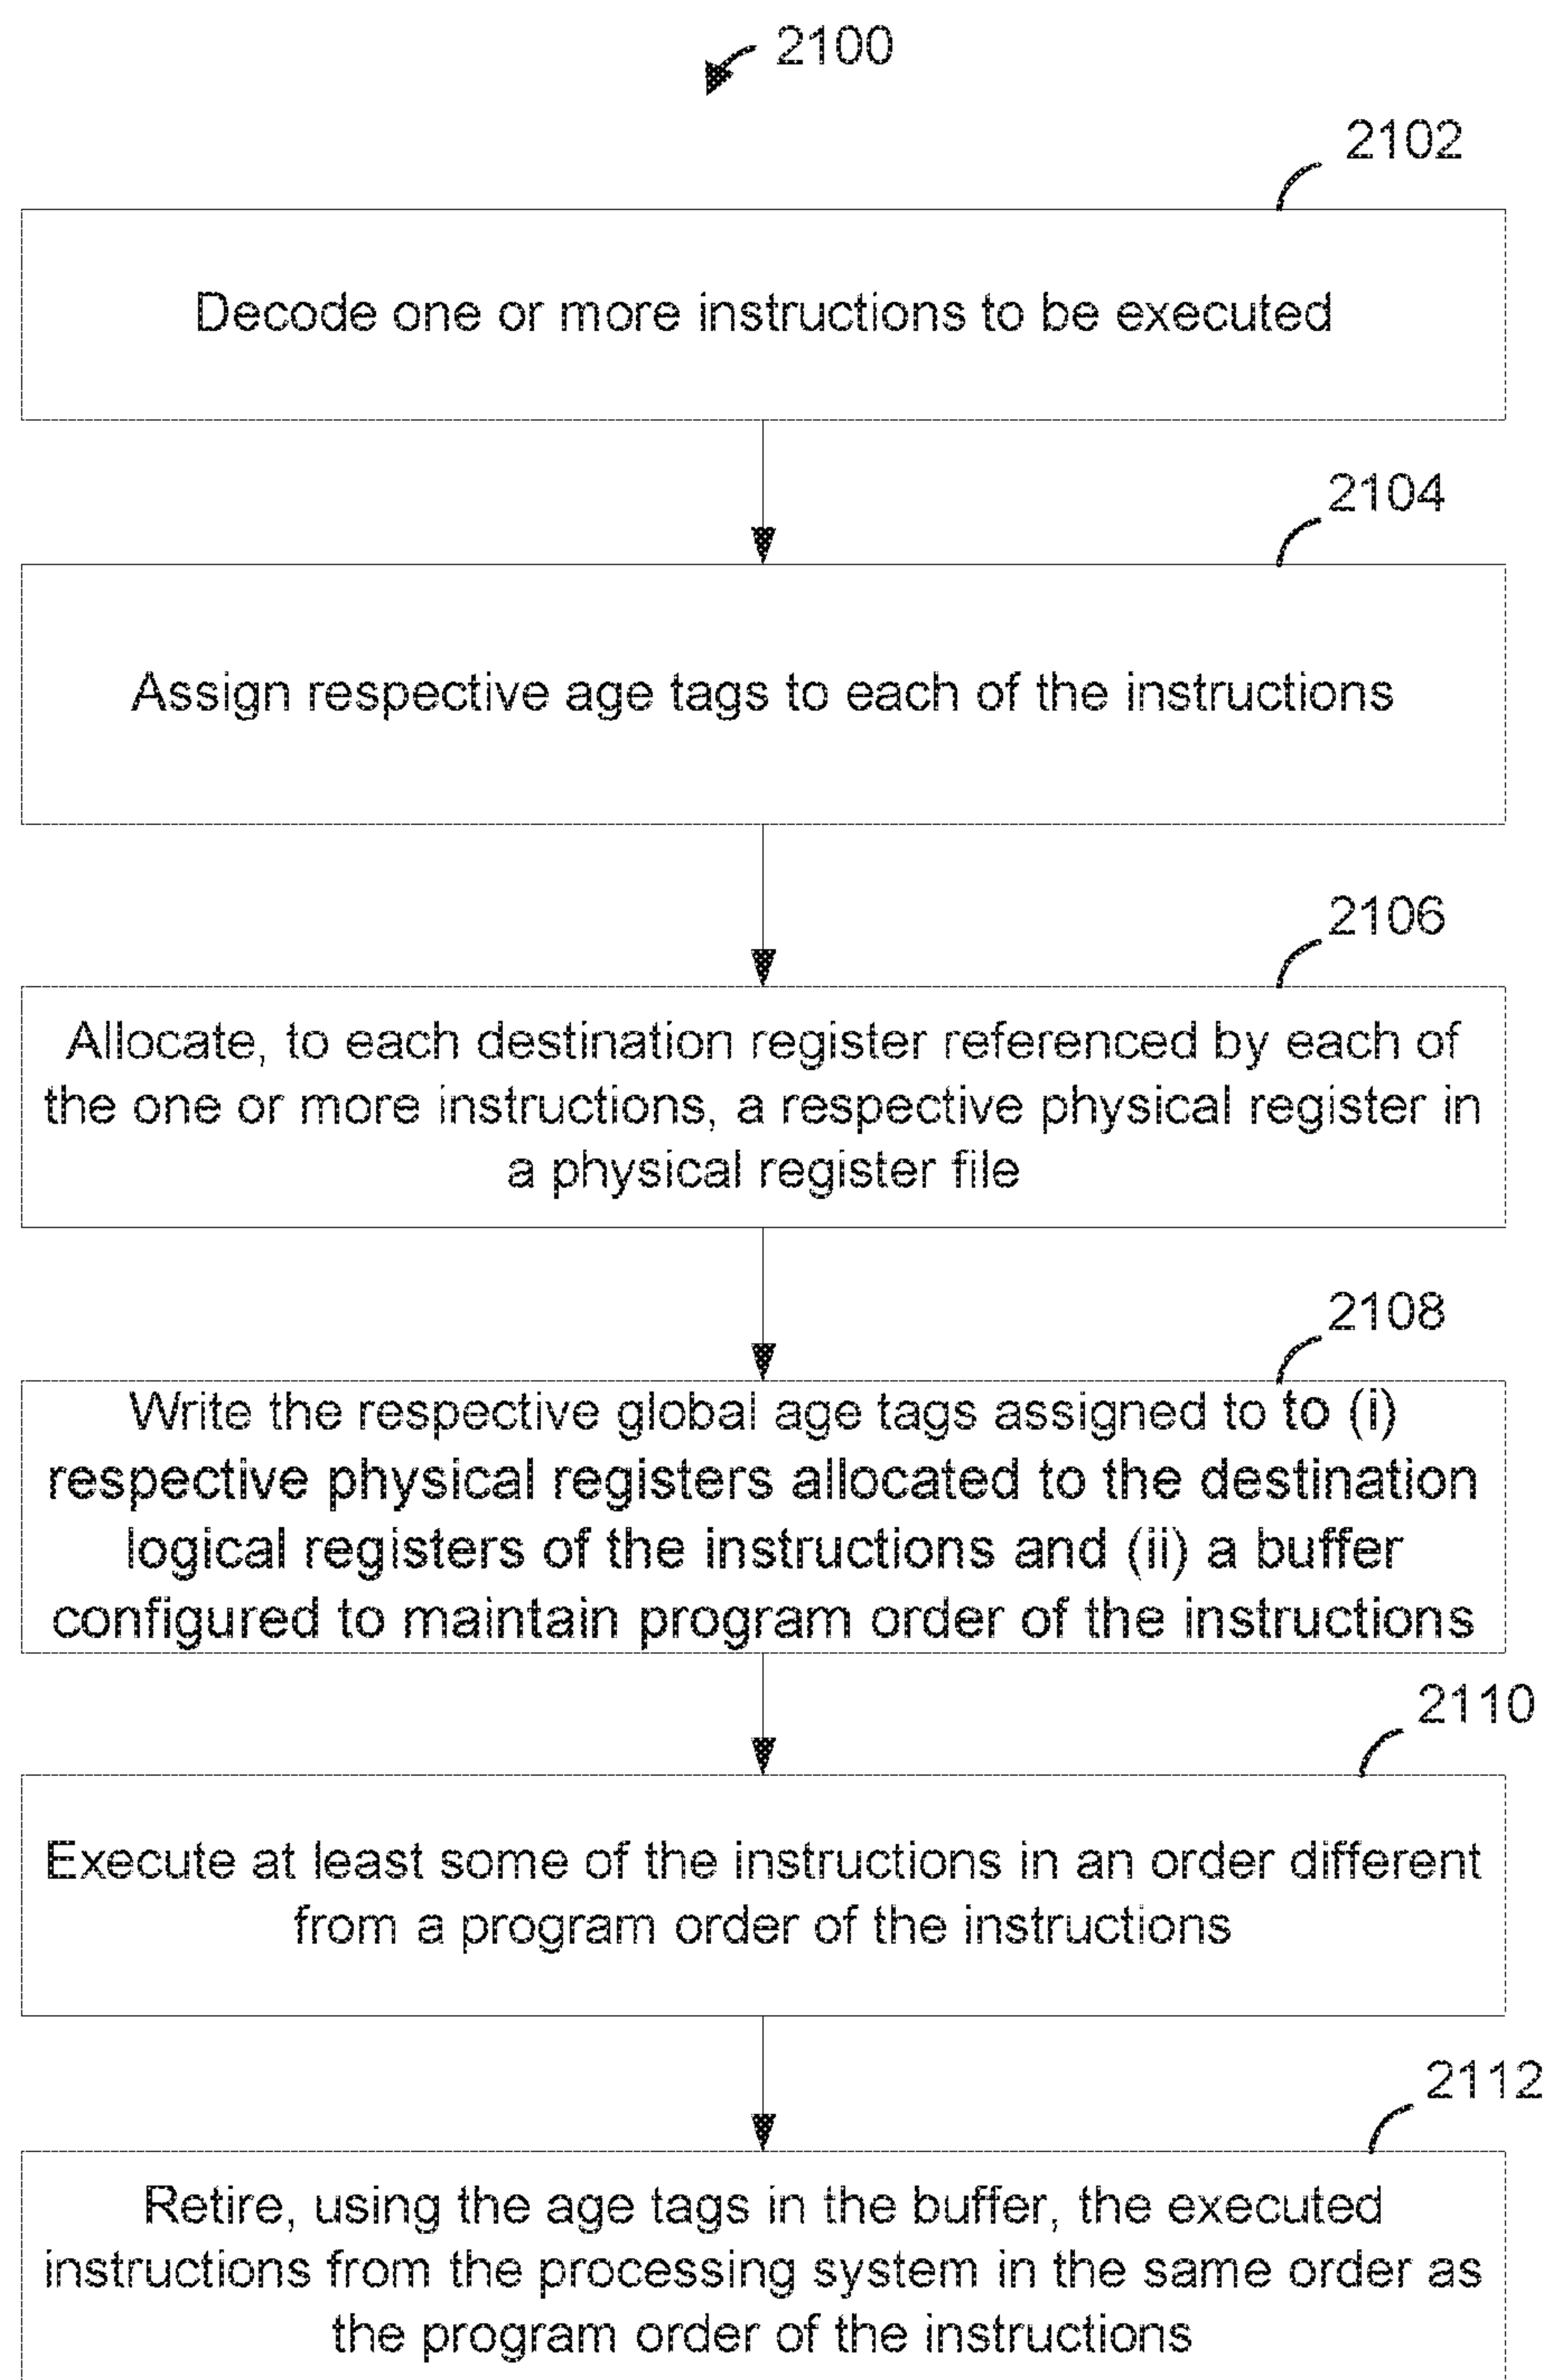 2100
2102
Decode one or more instructions to be executed
2104
Assign respective age tags to each of the instructions
2106
Allocate, to each destination register referenced by each of
the one or more instructions, a respective physical register in
a physical register file
2108
Write the respective global age tags assigned to to (i)
respective physical registers allocated to the destination
logical registers of the instructions and (ii) a buffer
configured to maintain program order of the instructions
2110
Execute at least some of the instructions in an order different
from a program order of the instructions
2112
Retire, using the age tags in the buffer, the executed
instructions from the processing system in the same order as
the program order of the instructions